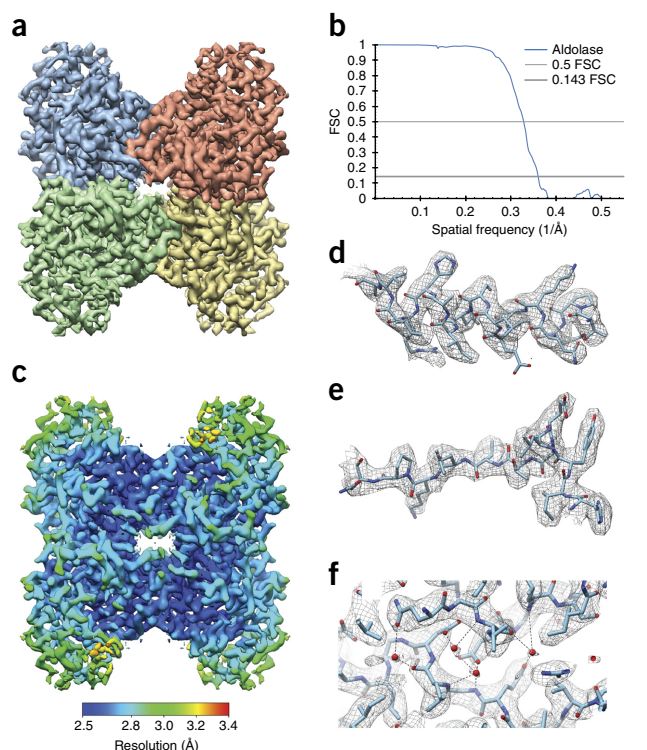 a
b
1
0.9
0.8
0.7
0.6
0.5
0.4
0.3
0.2
0.1
0
FSC
Aldolase
0.5 FSC
0.143 FSC
0.1
0.2
0.3
0.4
0.5
Spatial frequency (1/Å)
d
c
e
f
2.5
2.8
3.0
3.2
3.4
Resolution (Å)